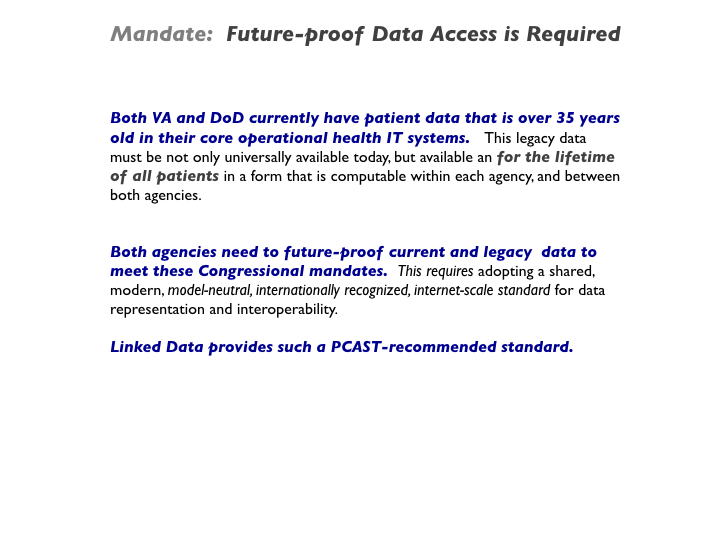 Mandate: Future-proof Data Access is Required
Both VA and DoD currently have patient data that is over 35 years
old in their core operational health IT systems. This legacy data
must be not only universally available today, but available an for the lifetime
of all patients in a form that is computable within each agency, and between
both agencies.
Both agencies need to future-proof current and legacy data to
meet these Congressional mandates. This requires adopting a shared,
modern, model-neutral, internationally recognized, internet-scale standard for data
representation and interoperability.
Linked Data provides such a PCAST-recommended standard.